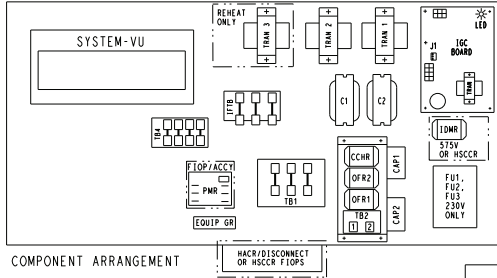 REHEAT
ONLY
TRAN 3
TRAN 2
TRAN 1
LED
J1
IGC
BOARD
TRAN
SYSTEM-VU
IFTB
C1
C2
TB4
IDMR
575V
OR HSCCR
FIOP/ACCY
PMR
TB1
CCHR
OFR2
OFR1
CAP1
TB2
1
2
CAP2
FU1,
FU2,
FU3
230V
ONLY
EQUIP GR
COMPONENT ARRANGEMENT
HACR/DISCONNECT
OR HSCCR FIOPS